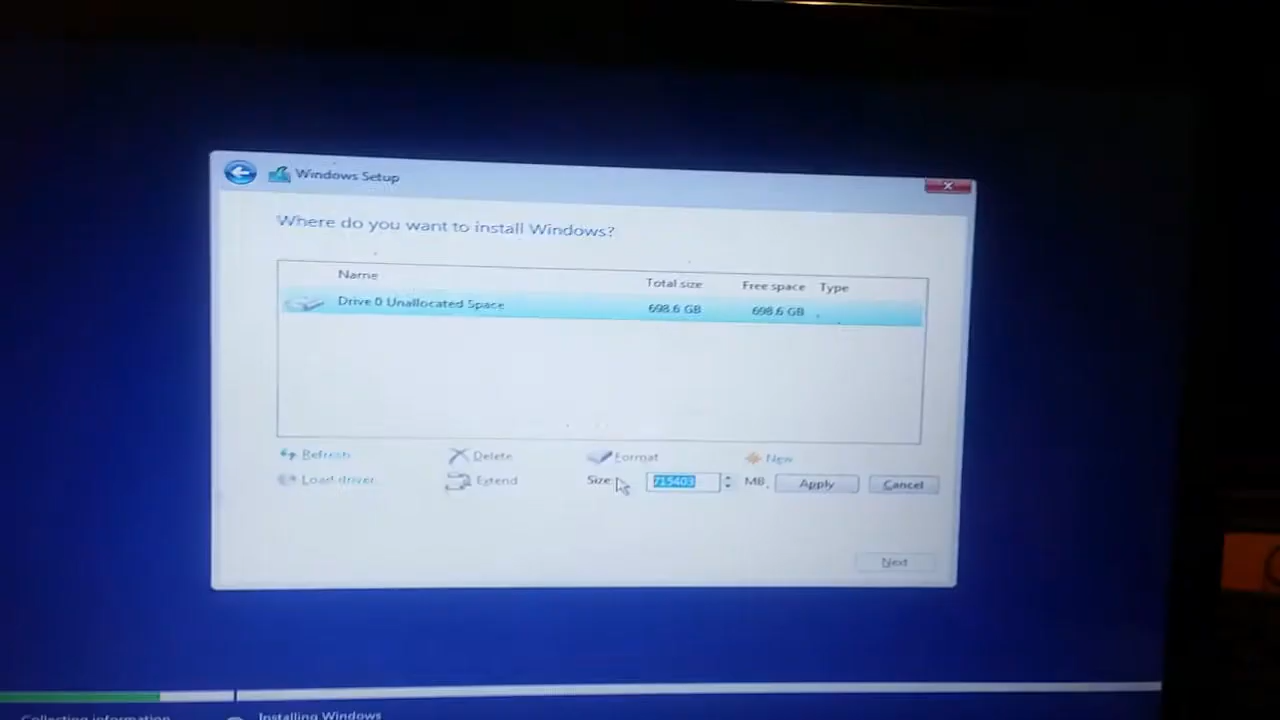 Windows Setup
Where do you want to install Windows?
Name Total size Free space Type
Drive 0 Unallocated Space 698.6 GB 698.6 GB
Refresh Delete Format New
Load driver Extend Size: 715403 MB Apply Cancel
Next
Collecting information Installing Windows